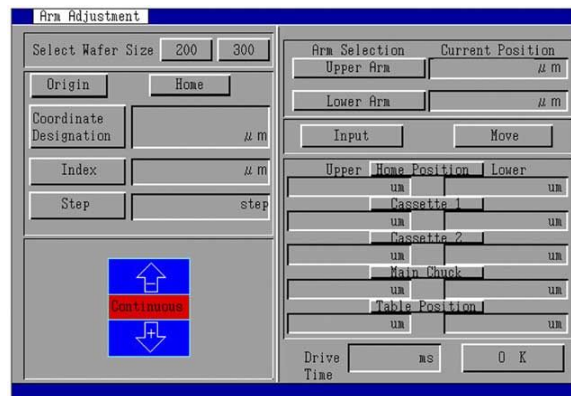 Arm Adjustment
Select Wafer Size 200 300
Origin Home
Coordinate
Designation
μm
Index μm
Step step
Continuous
Arm Selection Current Position
Upper Arm μm
Lower Arm μm
Input Move
Upper Home Position Lower
um um
Cassette 1
um um
Cassette 2
um um
Main Chuck
um um
Table Position
um um
Drive
Time
ms OK